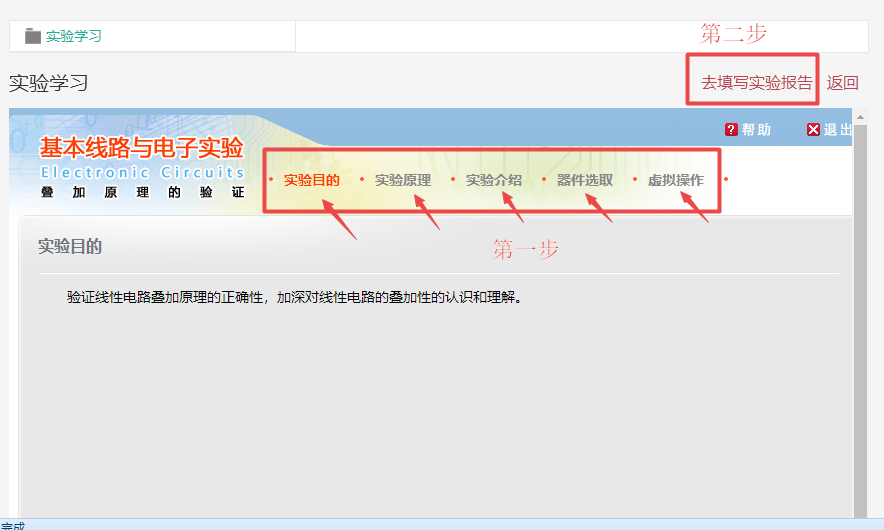 实验学习
第二步
实验学习
去填写实验报告 返回
帮助 退出
基本线路与电子实验
Electronic Circuits
叠加原理的验证
实验目的 实验原理 实验介绍 器件选取 虚拟操作
第一步
实验目的
验证线性电路叠加原理的正确性，加深对线性电路的叠加性的认识和理解。
完成